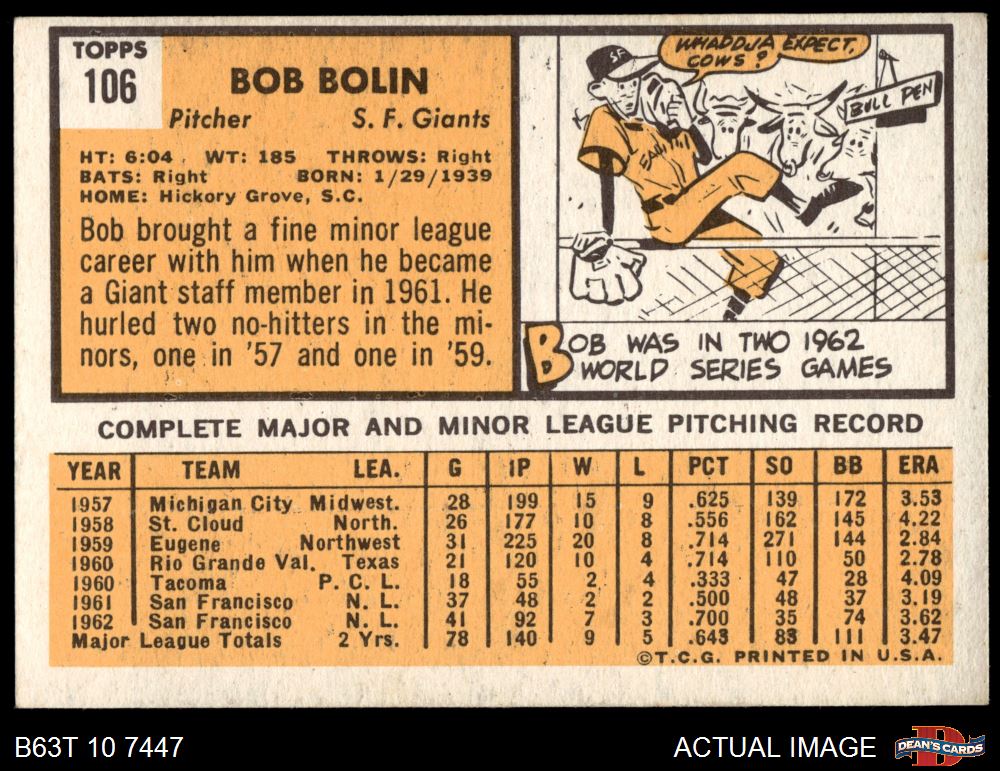 TOPPS
106
BOB BOLIN
Pitcher S. F. Giants
HT: 6:04 WT: 185 THROWS: Right
BATS: Right BORN: 1/29/1939
HOME: Hickory Grove, S.C.
Bob brought a fine minor league
career with him when he became
a Giant staff member in 1961. He
hurled two no-hitters in the mi-
nors, one in '57 and one in '59.
WHADDJA EXPECT,
COWS?
SF
BULL PEN
BOB WAS IN TWO 1962
WORLD SERIES GAMES
COMPLETE MAJOR AND MINOR LEAGUE PITCHING RECORD
YEAR TEAM LEA. G IP W L PCT SO BB ERA
1957 Michigan City Midwest. 28 199 15 9 .625 139 172 3.53
1958 St. Cloud North. 26 177 10 8 .556 162 145 4.22
1959 Eugene Northwest 31 225 20 8 .714 271 144 2.84
1960 Rio Grande Val. Texas 21 120 10 4 .714 110 50 2.78
1960 Tacoma P. C. L. 18 55 2 4 .333 47 28 4.09
1961 San Francisco N. L. 37 48 2 2 .500 48 37 3.19
1962 San Francisco N. L. 41 92 7 3 .700 35 74 3.62
Major League Totals 2 Yrs. 78 140 9 5 .643 83 111 3.47
©T.C.G. PRINTED IN U.S.A.
B63T 10 7447
ACTUAL IMAGE
D
DEAN'S CARDS